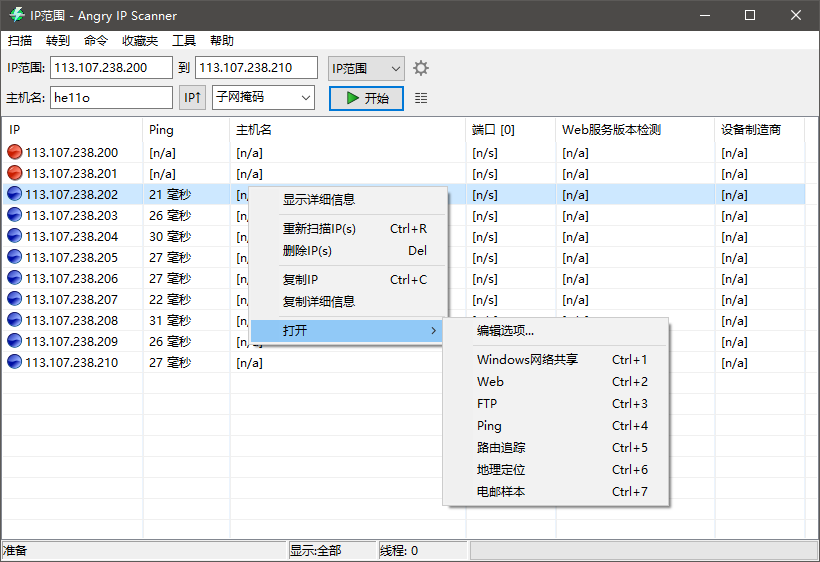 IP范围 - Angry IP Scanner
扫描 转到 命令 收藏夹 工具 帮助
IP范围: 113.107.238.200 到 113.107.238.210 IP范围
主机名: he11o IP↑ 子网掩码 开始
IP Ping 主机名 端口 [0] Web服务版本检测 设备制造商
113.107.238.200 [n/a] [n/a] [n/s] [n/a] [n/a]
113.107.238.201 [n/a] [n/a] [n/s] [n/a] [n/a]
113.107.238.202 21 毫秒 [n/s] [n/a] [n/a]
113.107.238.203 26 毫秒 [n/s] [n/a] [n/a]
113.107.238.204 30 毫秒 [n/s] [n/a] [n/a]
113.107.238.205 27 毫秒 [n/s] [n/a] [n/a]
113.107.238.206 27 毫秒 [n/s] [n/a] [n/a]
113.107.238.207 22 毫秒 [n/s] [n/a] [n/a]
113.107.238.208 31 毫秒 [n/a]
113.107.238.209 26 毫秒 [n/a]
113.107.238.210 27 毫秒 [n/a] [n/a]
显示详细信息
重新扫描IP(s) Ctrl+R
删除IP(s) Del
复制IP Ctrl+C
复制详细信息
打开
编辑选项...
Windows网络共享 Ctrl+1
Web Ctrl+2
FTP Ctrl+3
Ping Ctrl+4
路由追踪 Ctrl+5
地理定位 Ctrl+6
电邮样本 Ctrl+7
准备 显示:全部 线程: 0